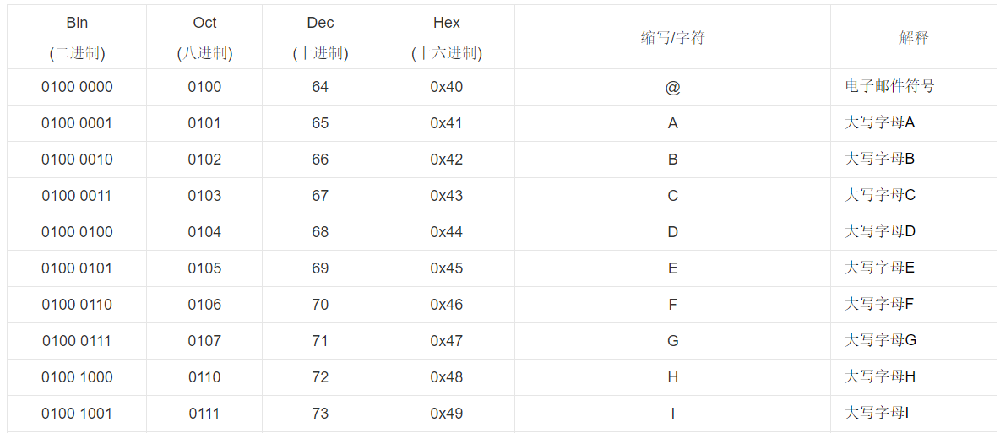 Bin Oct Dec Hex 缩写/字符 解释
(二进制) (八进制) (十进制) (十六进制)
0100 0000 0100 64 0x40 @ 电子邮件符号
0100 0001 0101 65 0x41 A 大写字母A
0100 0010 0102 66 0x42 B 大写字母B
0100 0011 0103 67 0x43 C 大写字母C
0100 0100 0104 68 0x44 D 大写字母D
0100 0101 0105 69 0x45 E 大写字母E
0100 0110 0106 70 0x46 F 大写字母F
0100 0111 0107 71 0x47 G 大写字母G
0100 1000 0110 72 0x48 H 大写字母H
0100 1001 0111 73 0x49 I 大写字母I